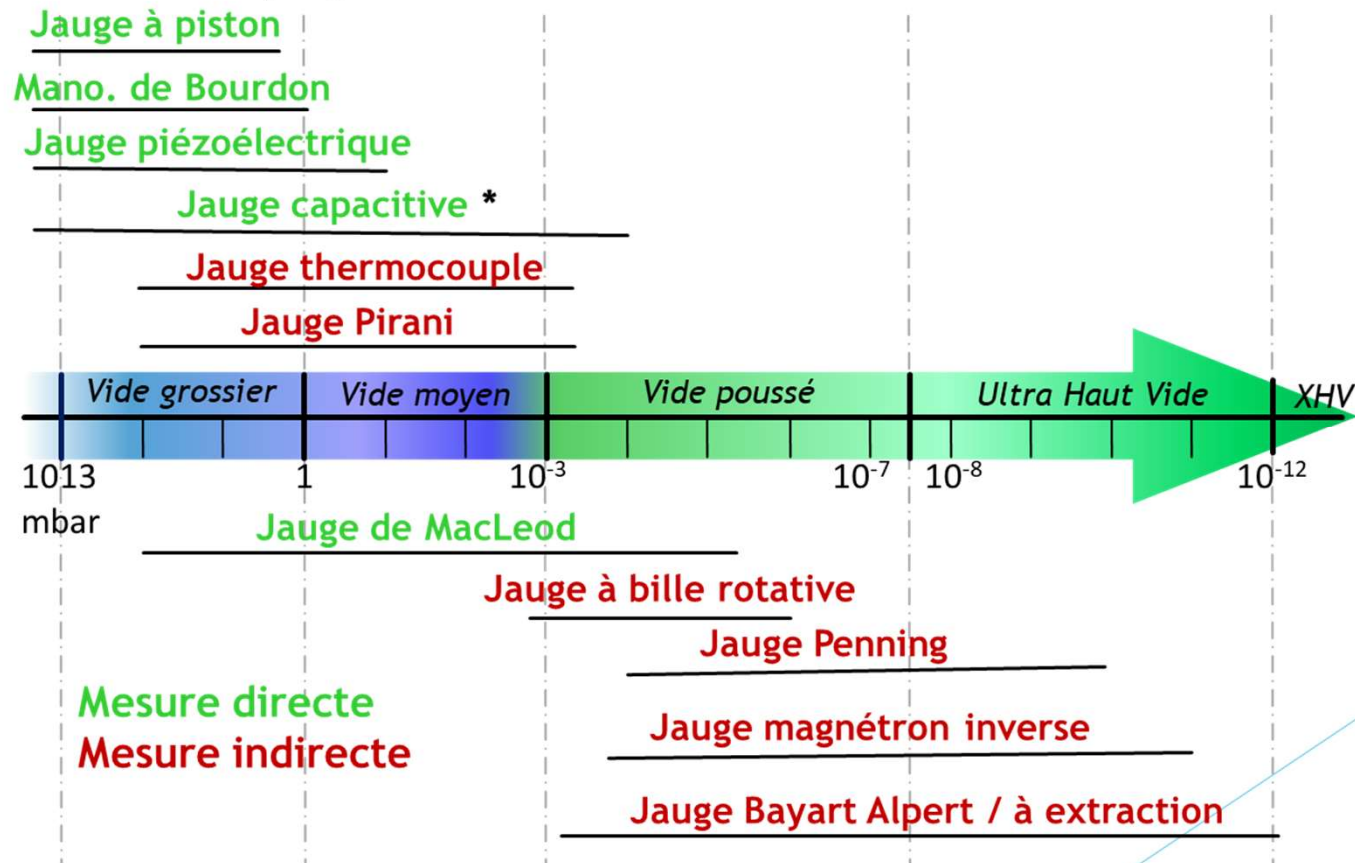 Jauge à piston
Mano. de Bourdon
Jauge piézoélectrique
Jauge capacitive *
Jauge thermocouple
Jauge Pirani
Vide grossier Vide moyen Vide poussé Ultra Haut Vide XHV
1013 1 10⁻³ 10⁻⁷ 10⁻⁸ 10⁻¹²
mbar
Jauge de MacLeod
Jauge à bille rotative
Jauge Penning
Mesure directe
Jauge magnétron inverse
Mesure indirecte
Jauge Bayart Alpert / à extraction